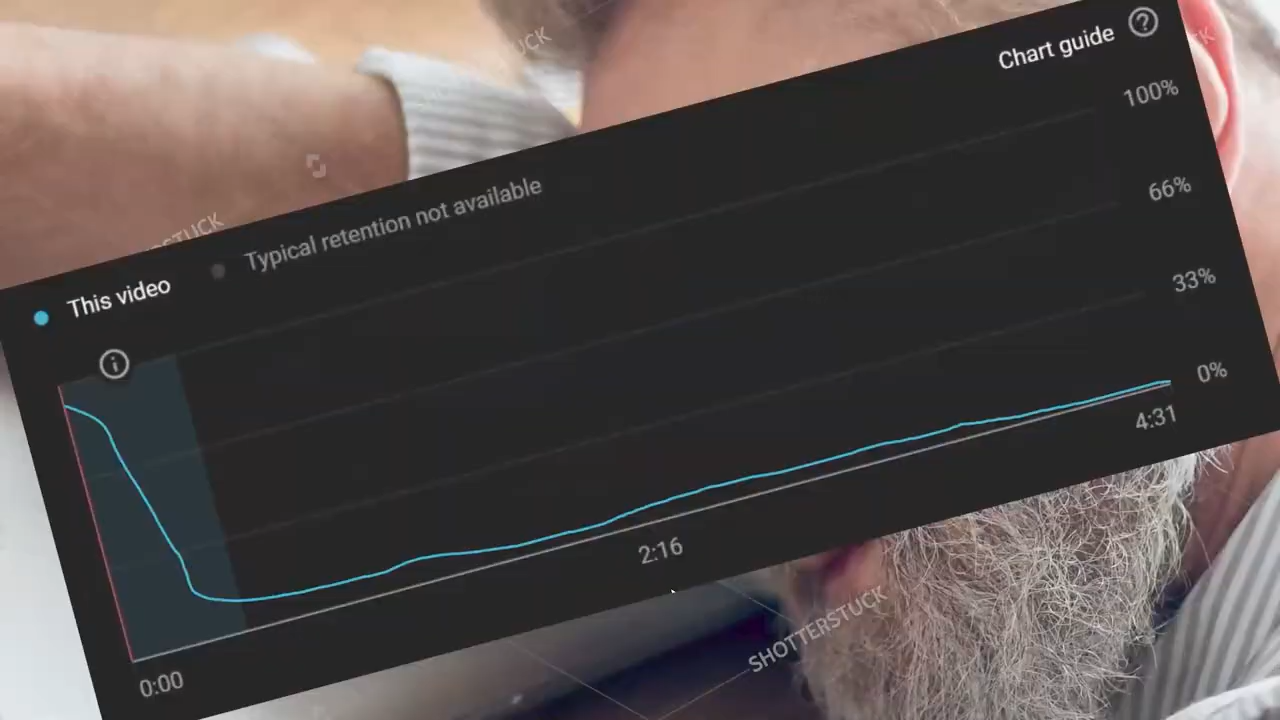 Chart guide ?
100%
66%
33%
0%
This video
Typical retention not available
i
0:00
2:16
4:31
SHOTTERSTUCK